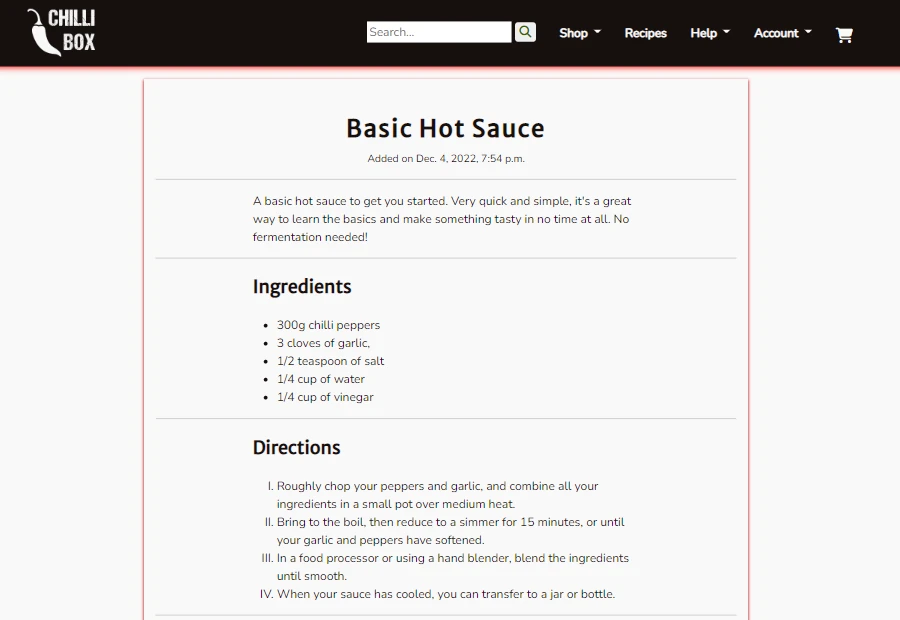 CHILLI
BOX
Search...
Shop
Recipes
Help
Account
Basic Hot Sauce
Added on Dec. 4, 2022, 7:54 p.m.
A basic hot sauce to get you started. Very quick and simple, it's a great
way to learn the basics and make something tasty in no time at all. No
fermentation needed!
Ingredients
• 300g chilli peppers
• 3 cloves of garlic,
• 1/2 teaspoon of salt
• 1/4 cup of water
• 1/4 cup of vinegar
Directions
I. Roughly chop your peppers and garlic, and combine all your
ingredients in a small pot over medium heat.
II. Bring to the boil, then reduce to a simmer for 15 minutes, or until
your garlic and peppers have softened.
III. In a food processor or using a hand blender, blend the ingredients
until smooth.
IV. When your sauce has cooled, you can transfer to a jar or bottle.